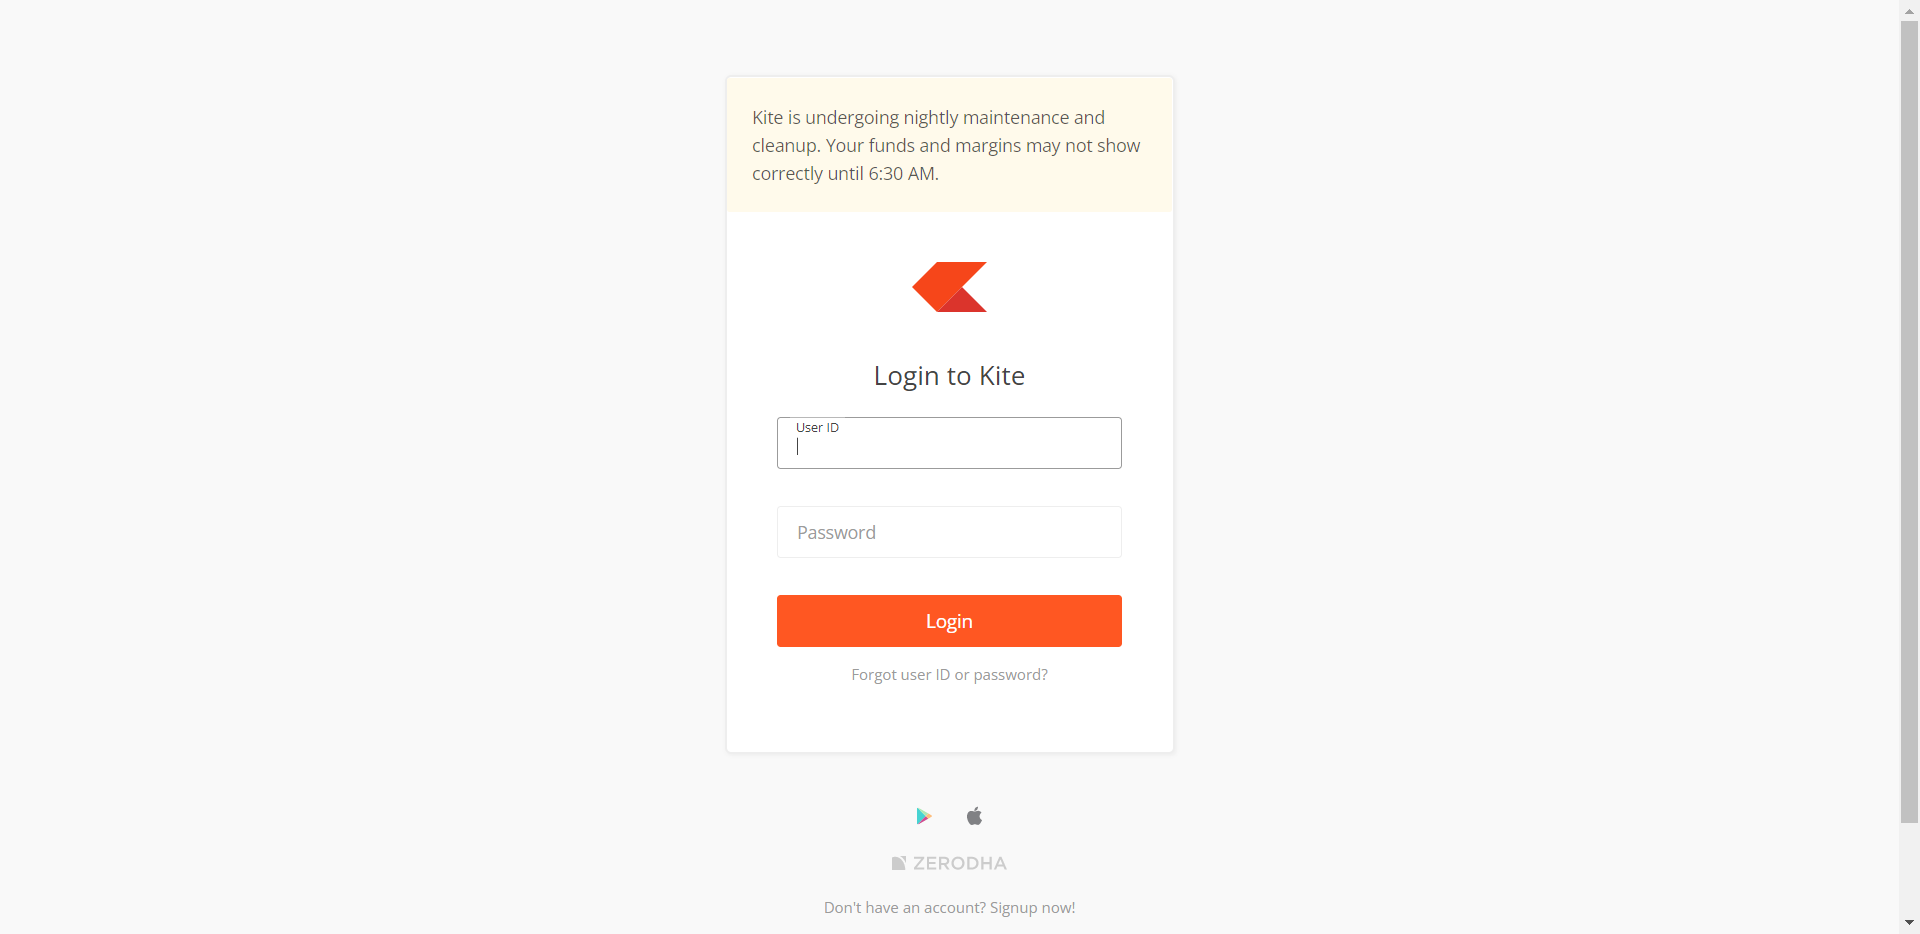 Kite is undergoing nightly maintenance and
cleanup. Your funds and margins may not show
correctly until 6:30 AM.
Login to Kite
User ID
Password
Login
Forgot user ID or password?
ZERODHA
Don't have an account? Signup now!